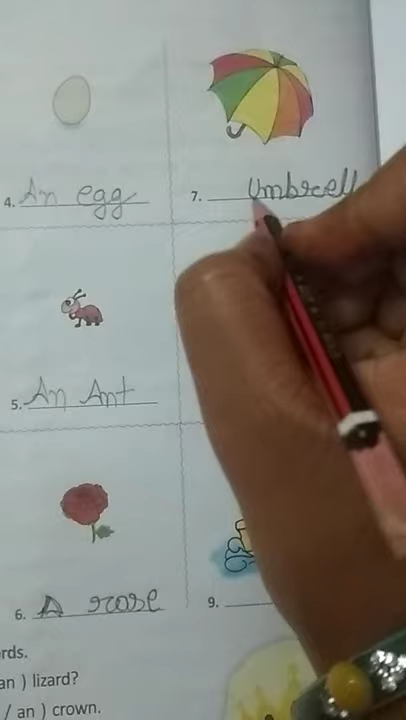 4. An egg
7. Umbrell
5. An Ant
6. A rose
9.
rds.
an ) lizard?
/ an ) crown.